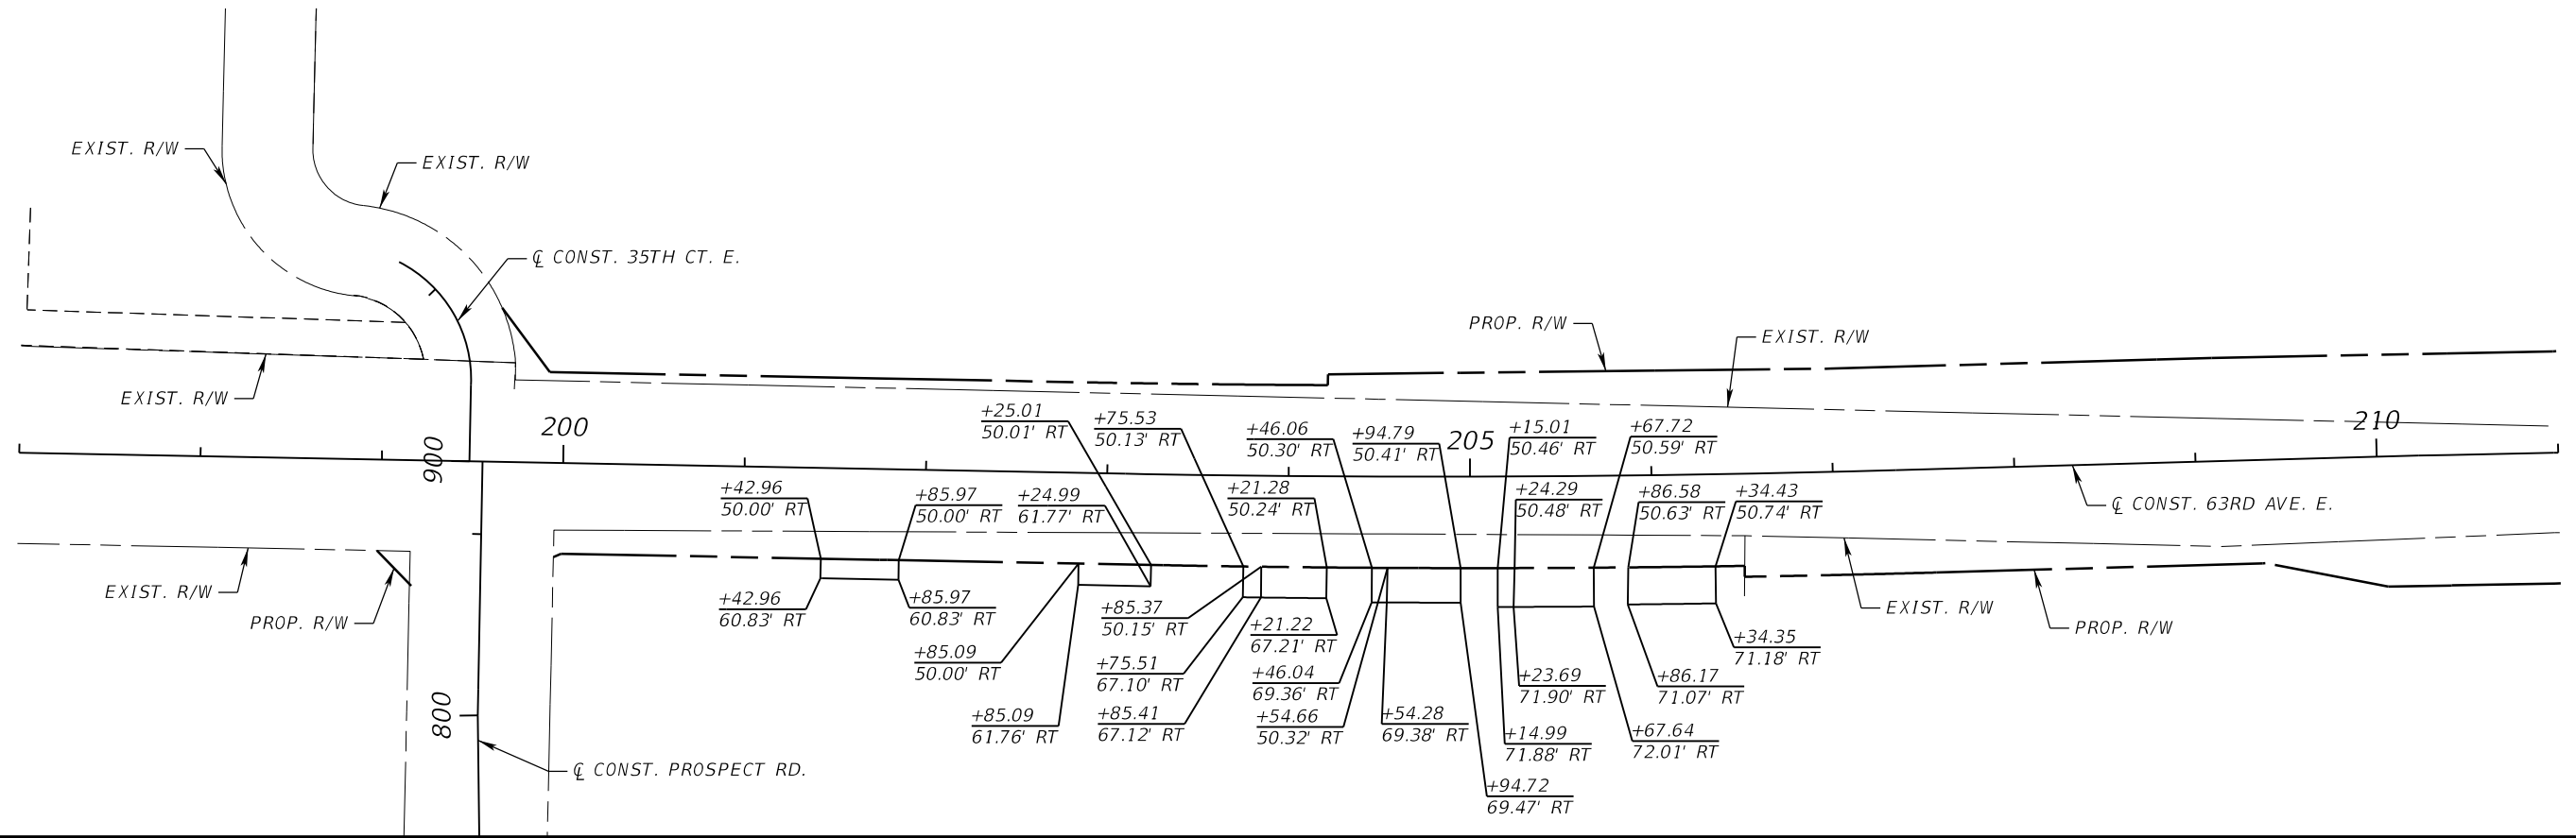 EXIST. R/W
EXIST. R/W
℄ CONST. 35TH CT. E.
PROP. R/W
EXIST. R/W
EXIST. R/W
900
200
+25.01
50.01' RT
+75.53
50.13' RT
+46.06
50.30' RT
+94.79
50.41' RT
205
+15.01
50.46' RT
+67.72
50.59' RT
210
+42.96
50.00' RT
+85.97
50.00' RT
+24.99
61.77' RT
+21.28
50.24' RT
+24.29
50.48' RT
+86.58
50.63' RT
+34.43
50.74' RT
℄ CONST. 63RD AVE. E.
EXIST. R/W
PROP. R/W
+42.96
60.83' RT
+85.97
60.83' RT
+85.37
50.15' RT
+21.22
67.21' RT
EXIST. R/W
PROP. R/W
+34.35
71.18' RT
+85.09
50.00' RT
+75.51
67.10' RT
+46.04
69.36' RT
+23.69
71.90' RT
+86.17
71.07' RT
800
+85.09
61.76' RT
+85.41
67.12' RT
+54.66
50.32' RT
+54.28
69.38' RT
+14.99
71.88' RT
+67.64
72.01' RT
℄ CONST. PROSPECT RD.
+94.72
69.47' RT